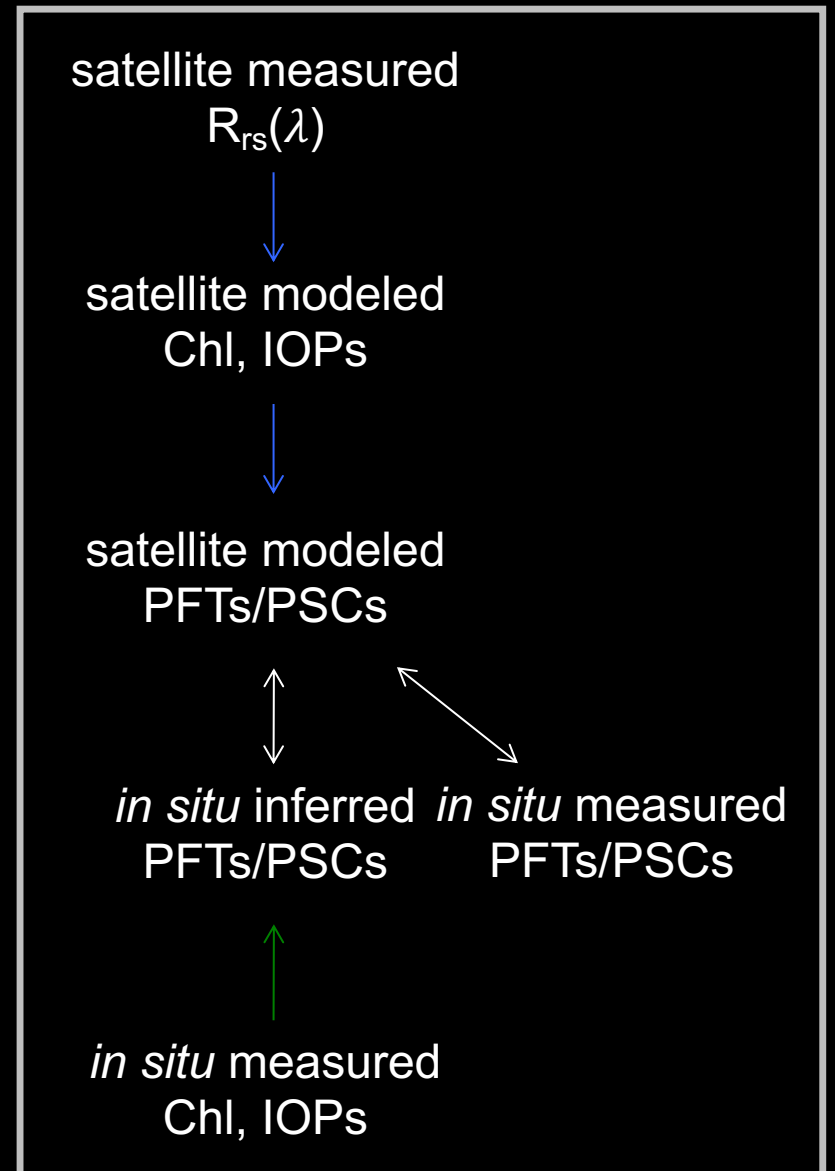 satellite measured
Rrs(λ)
satellite modeled
Chl, IOPs
satellite modeled
PFTs/PSCs
in situ inferred
PFTs/PSCs
in situ measured
PFTs/PSCs
in situ measured
Chl, IOPs